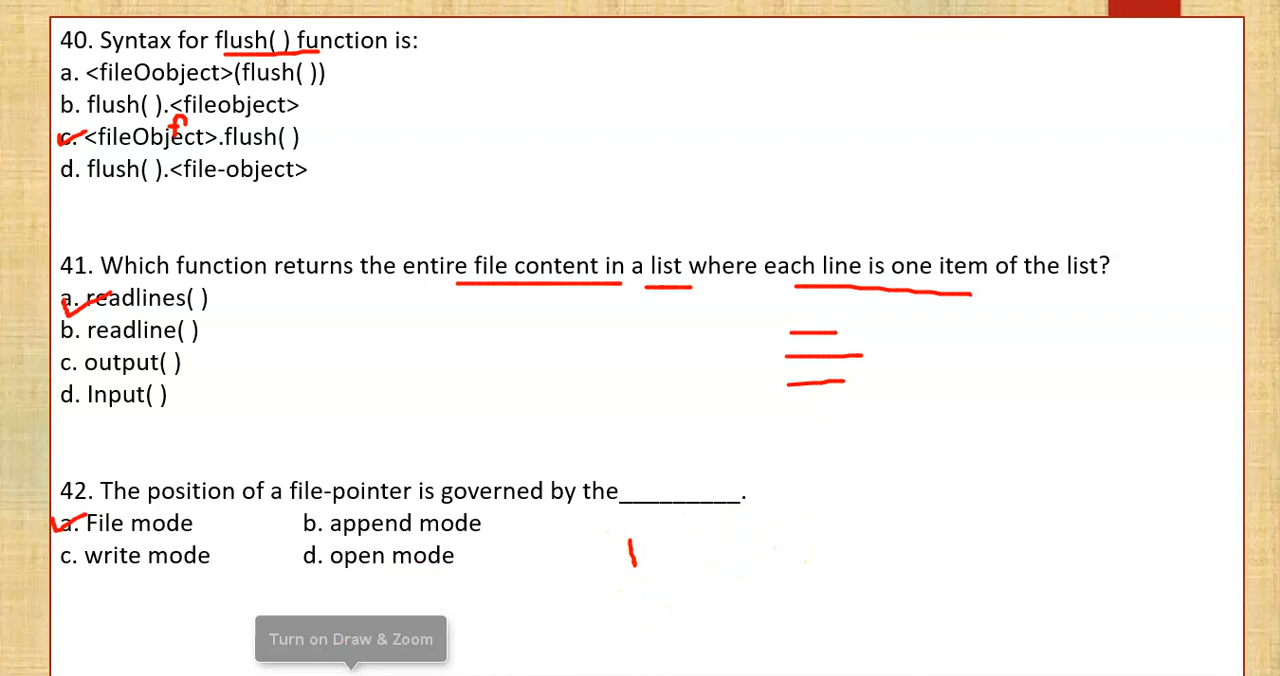 40. Syntax for flush( ) function is:
a. <fileOobject>(flush( ))
b. flush( ).<fileobject>
f
c. <fileObject>.flush( )
d. flush( ).<file-object>
41. Which function returns the entire file content in a list where each line is one item of the list?
a. readlines( )
b. readline( )
c. output( )
d. Input( )
42. The position of a file-pointer is governed by the_________.
a. File mode b. append mode
c. write mode d. open mode
Turn on Draw & Zoom